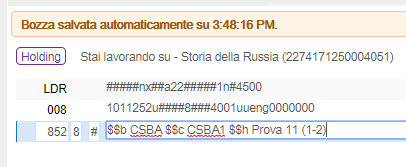 Bozza salvata automaticamente su 3:48:16 PM.
Holding Stai lavorando su - Storia della Russia (2274171250004051)
LDR #####nx##a22#####1n#4500
008 1011252u####8###4001uueng0000000
852 8 # $$b CSBA $$c CSBA1 $$h Prova 11 (1-2)